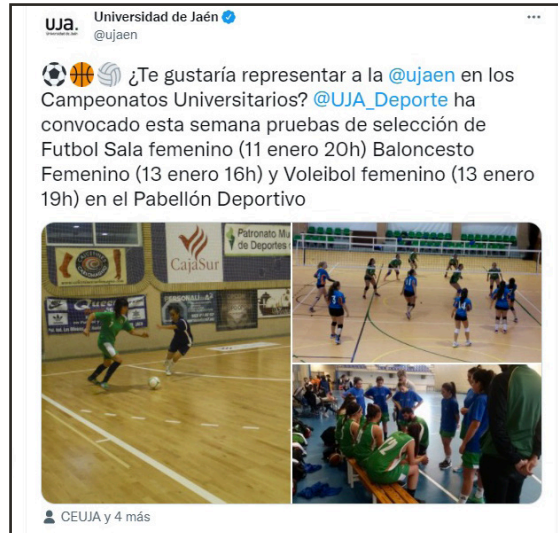 uja.
Universidad de Jaén
@ujaen
¿Te gustaría representar a la @ujaen en los
Campeonatos Universitarios? @UJA_Deporte ha
convocado esta semana pruebas de selección de
Futbol Sala femenino (11 enero 20h) Baloncesto
Femenino (13 enero 16h) y Voleibol femenino (13 enero
19h) en el Pabellón Deportivo
CajaSur
Patronato Mu
de Deportes
CEUJA y 4 más